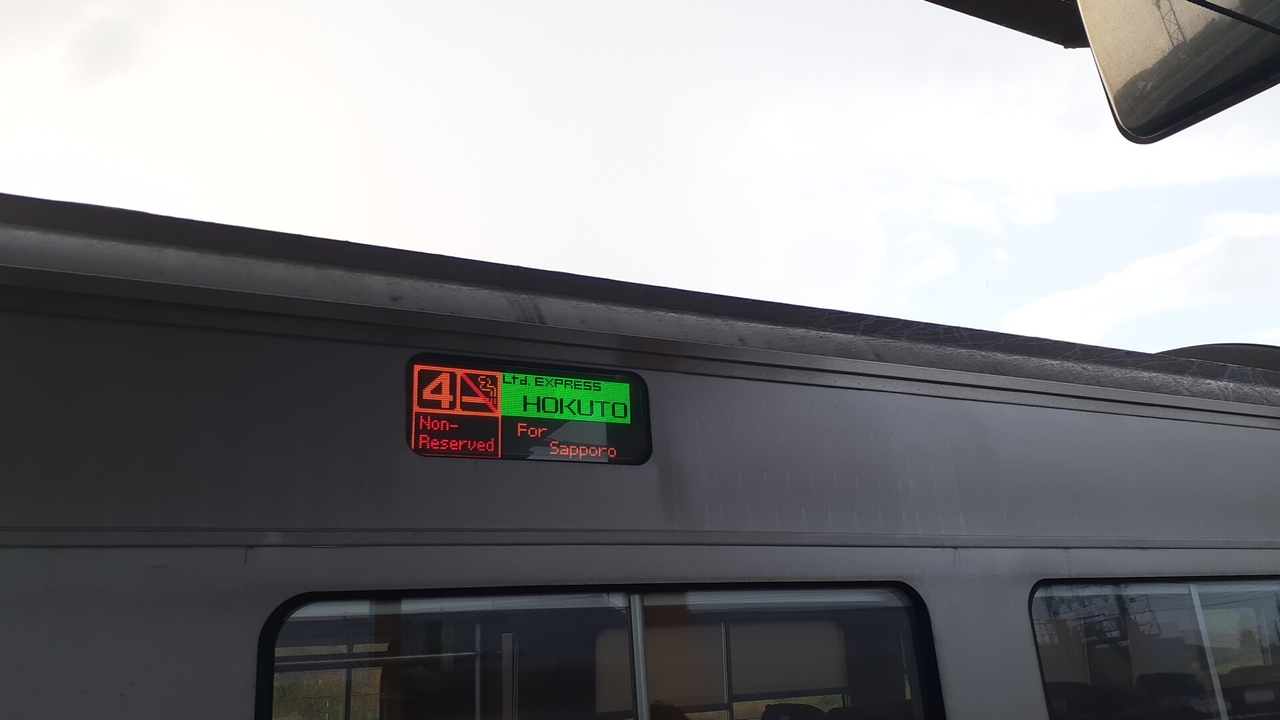 4
Non-
Reserved
Ltd. EXPRESS
HOKUTO
For
Sapporo